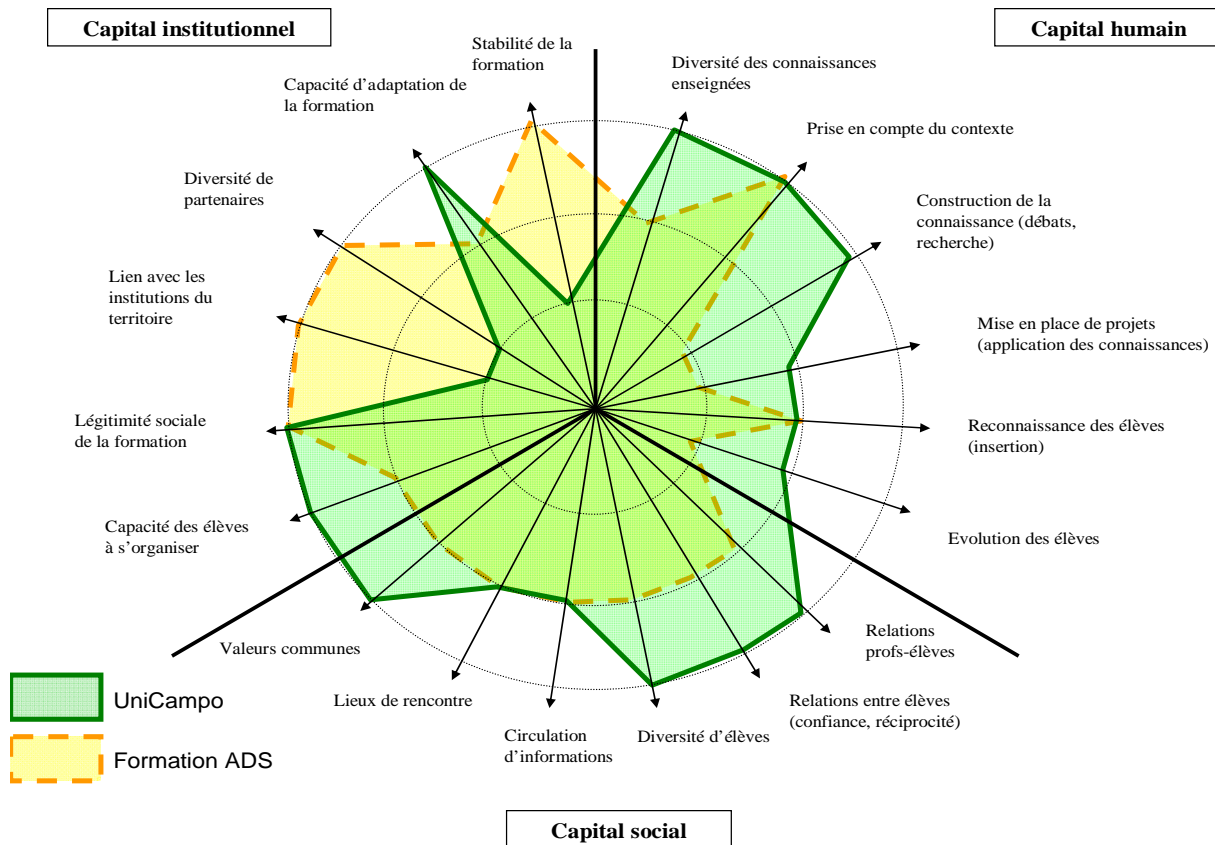 Capital institutionnel
Capital humain
Stabilité de la
formation
Capacité d’adaptation de
la formation
Diversité de
partenaires
Lien avec les
institutions du
territoire
Légitimité sociale
de la formation
Capacité des élèves
à s’organiser
Diversité des connaissances
enseignées
Prise en compte du contexte
Construction de la
connaissance (débats,
recherche)
Mise en place de projets
(application des connaissances)
Reconnaissance des élèves
(insertion)
Evolution des élèves
Relations
profs-élèves
Relations entre élèves
(confiance, réciprocité)
Diversité d’élèves
Circulation
d’informations
Lieux de rencontre
Valeurs communes
UniCampo
Formation ADS
Capital social